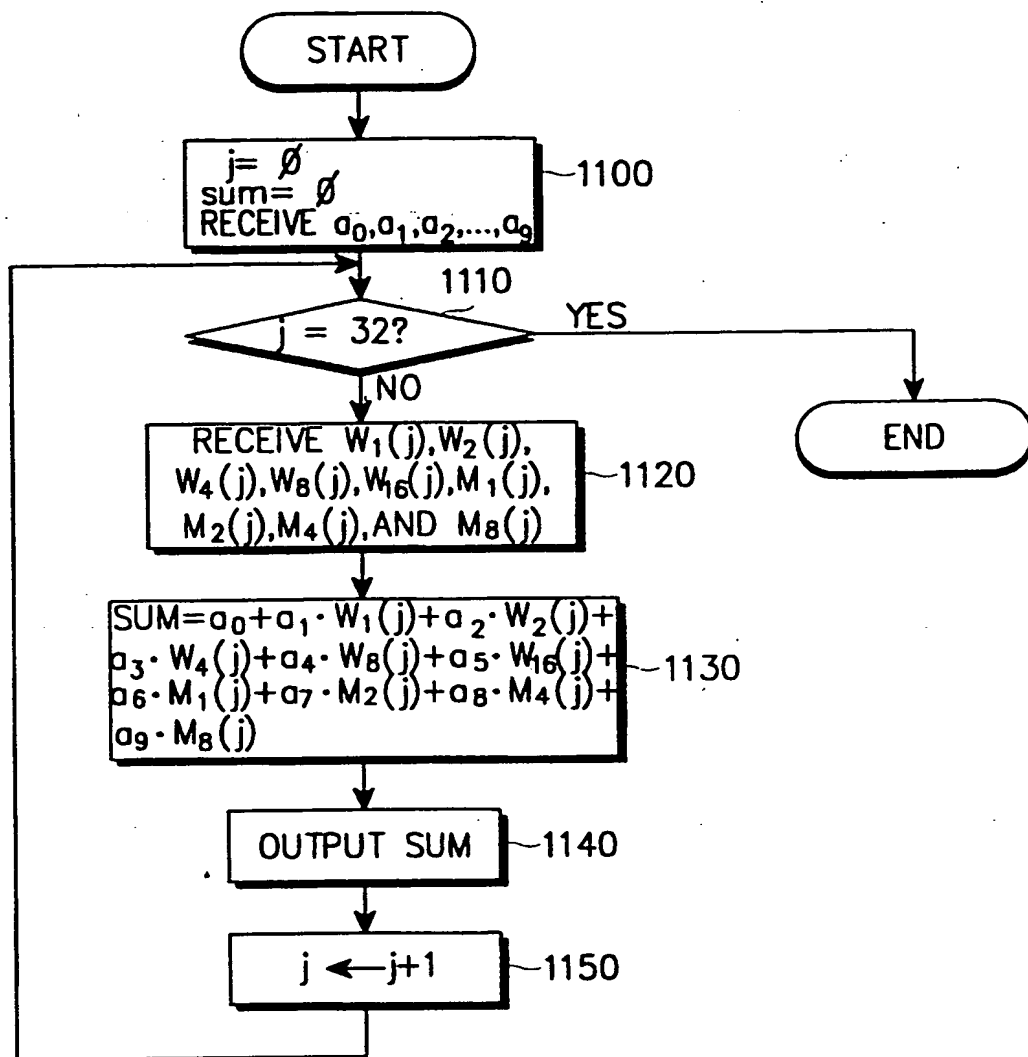 START
j= Ø
sum= Ø
RECEIVE a₀,a₁,a₂,...,a₉
1100
1110
j = 32?
YES
NO
END
RECEIVE W₁(j),W₂(j),
W₄(j),W₈(j),W₁₆(j),M₁(j),
M₂(j),M₄(j),AND M₈(j)
1120
SUM=a₀+a₁·W₁(j)+a₂·W₂(j)+
a₃·W₄(j)+a₄·W₈(j)+a₅·W₁₆(j)+
a₆·M₁(j)+a₇·M₂(j)+a₈·M₄(j)+
a₉·M₈(j)
1130
OUTPUT SUM
1140
j ← j+1
1150